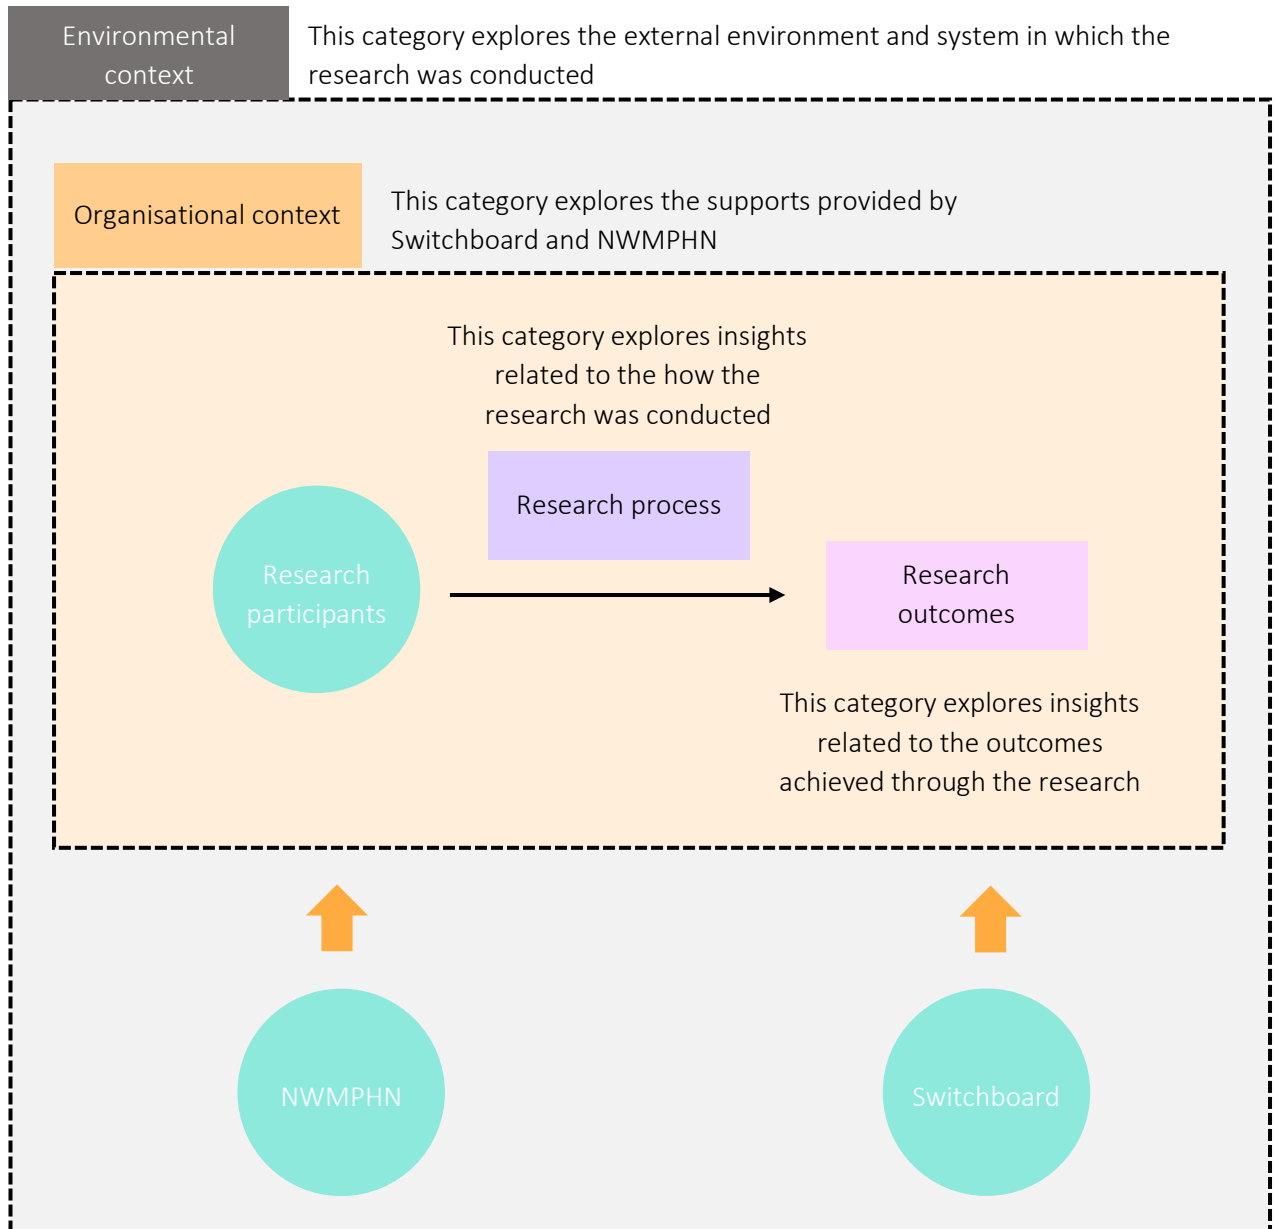 Environmental
context
This category explores the external environment and system in which the
research was conducted
Organisational context
This category explores the supports provided by
Switchboard and NWMPHN
This category explores insights
related to the how the
research was conducted
Research process
Research
participants
Research
outcomes
This category explores insights
related to the outcomes
achieved through the research
NWMPHN
Switchboard